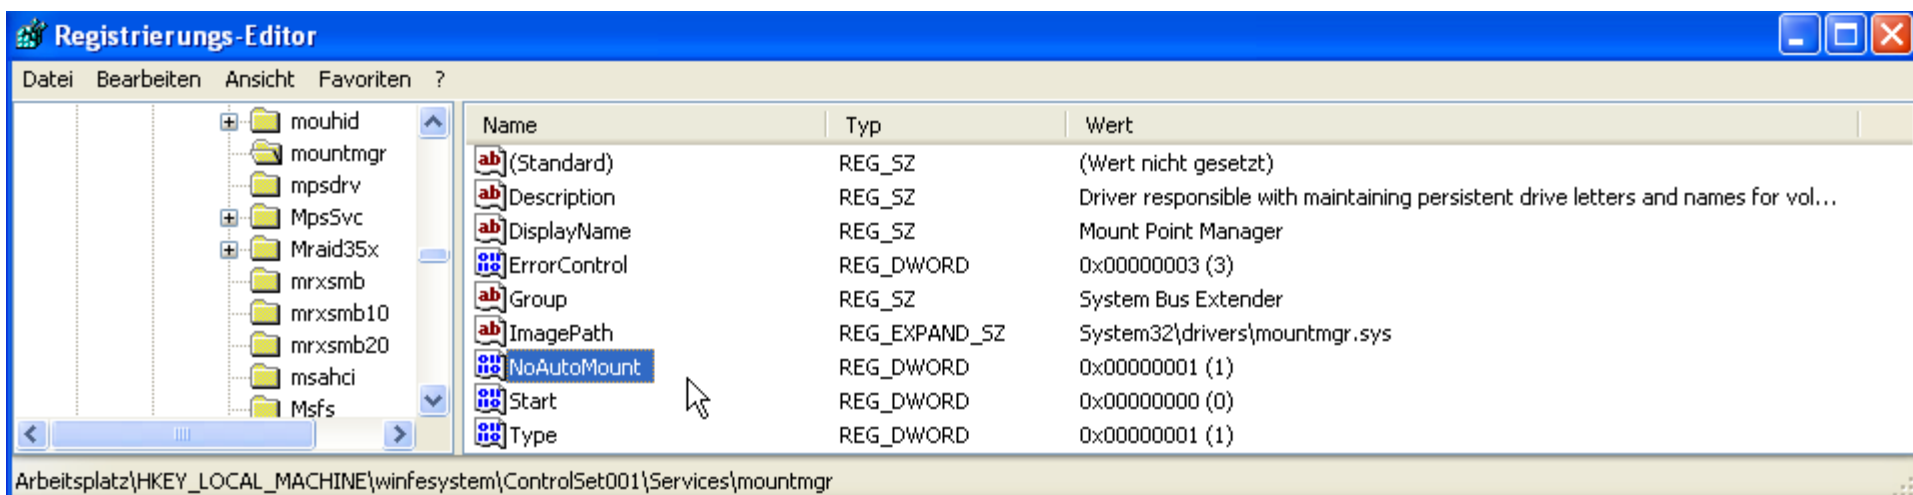 Registrierungs-Editor
Datei Bearbeiten Ansicht Favoriten ?
mouhid
mountmgr
mpsdrv
MpsSvc
Mraid35x
mrxsmb
mrxsmb10
mrxsmb20
msahci
Msfs
Name Typ Wert
(Standard) REG_SZ (Wert nicht gesetzt)
Description REG_SZ Driver responsible with maintaining persistent drive letters and names for vol...
DisplayName REG_SZ Mount Point Manager
ErrorControl REG_DWORD 0x00000003 (3)
Group REG_SZ System Bus Extender
ImagePath REG_EXPAND_SZ System32\drivers\mountmgr.sys
NoAutoMount REG_DWORD 0x00000001 (1)
Start REG_DWORD 0x00000000 (0)
Type REG_DWORD 0x00000001 (1)
Arbeitsplatz\HKEY_LOCAL_MACHINE\winfesystem\ControlSet001\Services\mountmgr